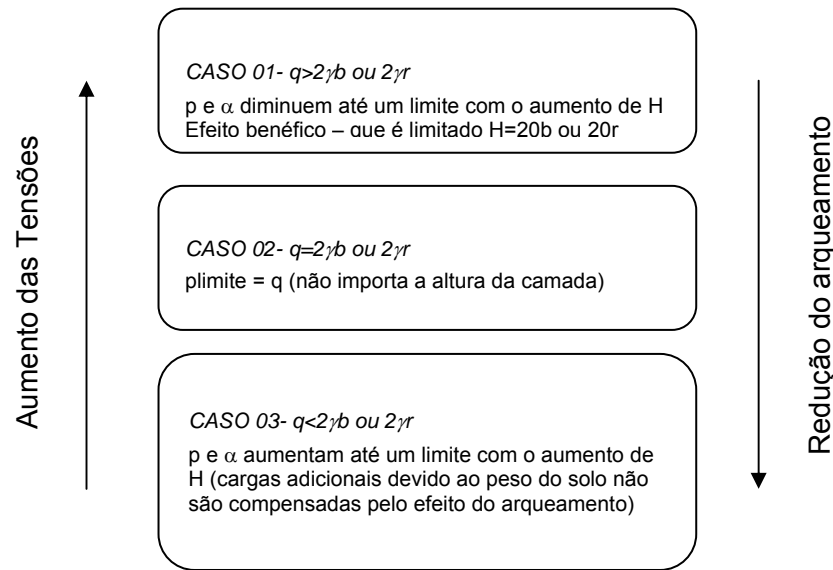 Aumento das Tensões
CASO 01- q>2γb ou 2γr
p e α diminuem até um limite com o aumento de H
Efeito benéfico – que é limitado H=20b ou 20r
CASO 02- q=2γb ou 2γr
plimite = q (não importa a altura da camada)
CASO 03- q<2γb ou 2γr
p e α aumentam até um limite com o aumento de
H (cargas adicionais devido ao peso do solo não
são compensadas pelo efeito do arqueamento)
Redução do arqueamento